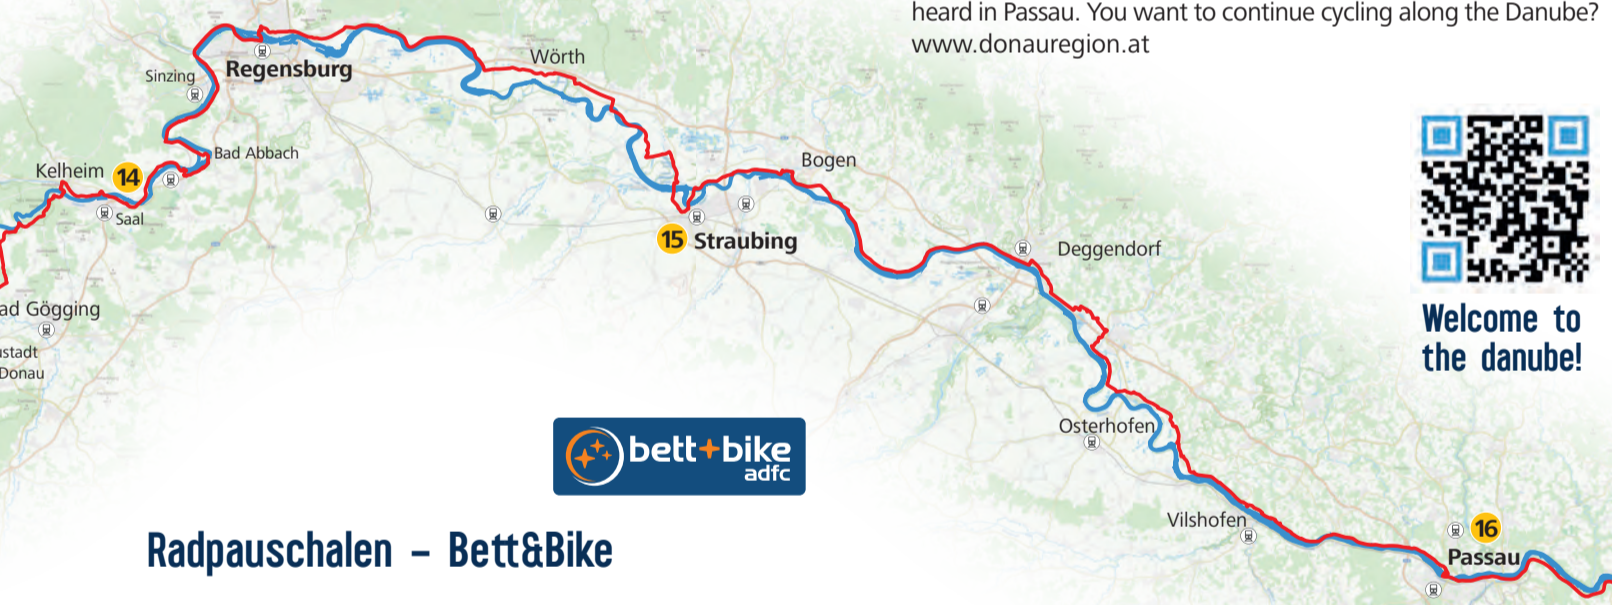 heard in Passau. You want to continue cycling along the Danube?
www.donauregion.at
Wörth
Regensburg
Sinzing
Bad Abbach
Kelheim
14
Saal
Bogen
15 Straubing
Deggendorf
ad Gögging
ustadt
Donau
Welcome to
the danube!
Osterhofen
bett+bike
adfc
Vilshofen
16
Passau
Radpauschalen – Bett&Bike